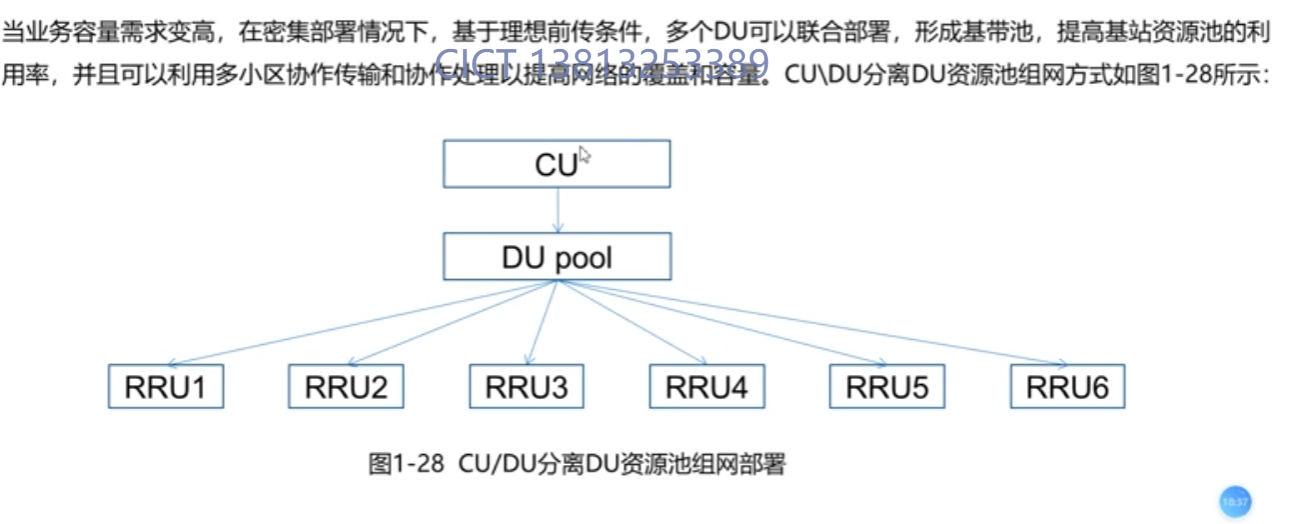 当业务容量需求变高，在密集部署情况下，基于理想前传条件，多个DU可以联合部署，形成基带池，提高基站资源池的利
用率，并且可以利用多小区协作传输和协作处理以提高网络的覆盖和容量。CU\DU分离DU资源池组网方式如图1-28所示：
CICT 13813253389
CU
DU pool
RRU1 RRU2 RRU3 RRU4 RRU5 RRU6
图1-28 CU/DU分离DU资源池组网部署
18:37